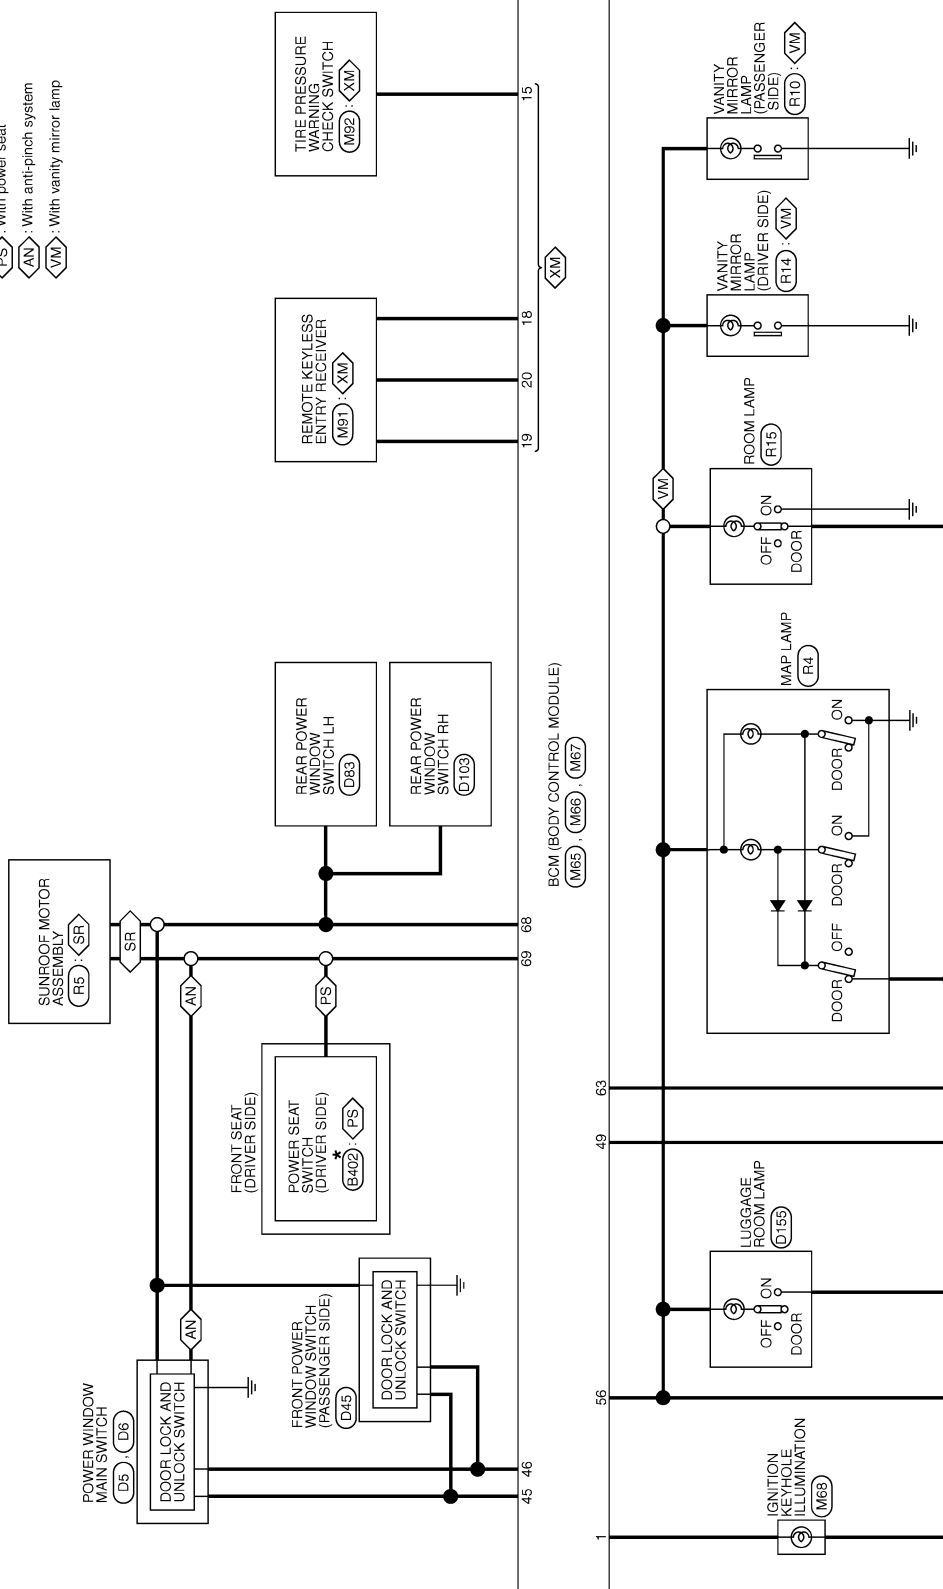 PS : With power seat
AN : With anti-pinch system
VM : With vanity mirror lamp
SUNROOF MOTOR
ASSEMBLY
R5 : SR
SR
TIRE PRESSURE
WARNING
CHECK SWITCH
M92 : XM
REMOTE KEYLESS
ENTRY RECEIVER
M91 : XM
REAR POWER
WINDOW
SWITCH LH
D83
REAR POWER
WINDOW
SWITCH RH
D103
FRONT SEAT
(DRIVER SIDE)
POWER SEAT
SWITCH
(DRIVER SIDE)
*
B402 : PS
PS
AN
AN
POWER WINDOW
MAIN SWITCH
D5 , D6
DOOR LOCK AND
UNLOCK SWITCH
FRONT POWER
WINDOW SWITCH
(PASSENGER SIDE)
D45
DOOR LOCK AND
UNLOCK SWITCH
45
46
69
68
19
20
18
15
XM
BCM (BODY CONTROL MODULE)
M65 , M66 , M67
1
56
49
63
IGNITION
KEYHOLE
ILLUMINATION
M68
LUGGAGE
ROOM LAMP
D155
OFF
ON
DOOR
MAP LAMP
R4
DOOR
OFF
DOOR
ON
DOOR
ON
ROOM LAMP
R15
OFF
ON
DOOR
VM
VANITY
MIRROR
LAMP
(DRIVER SIDE)
R14 : VM
VANITY
MIRROR
LAMP
(PASSENGER
SIDE)
R10 : VM